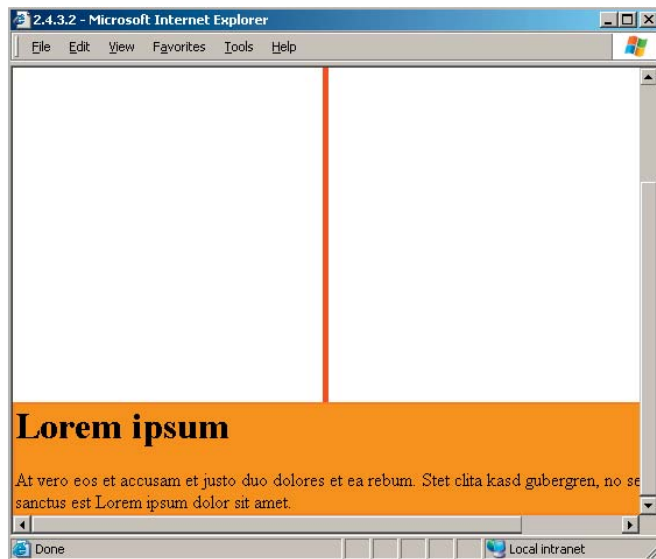 2.4.3.2 - Microsoft Internet Explorer
File Edit View Favorites Tools Help
Lorem ipsum
At vero eos et accusam et justo duo dolores et ea rebum. Stet clita kasd gubergren, no se
sanctus est Lorem ipsum dolor sit amet.
Done Local intranet